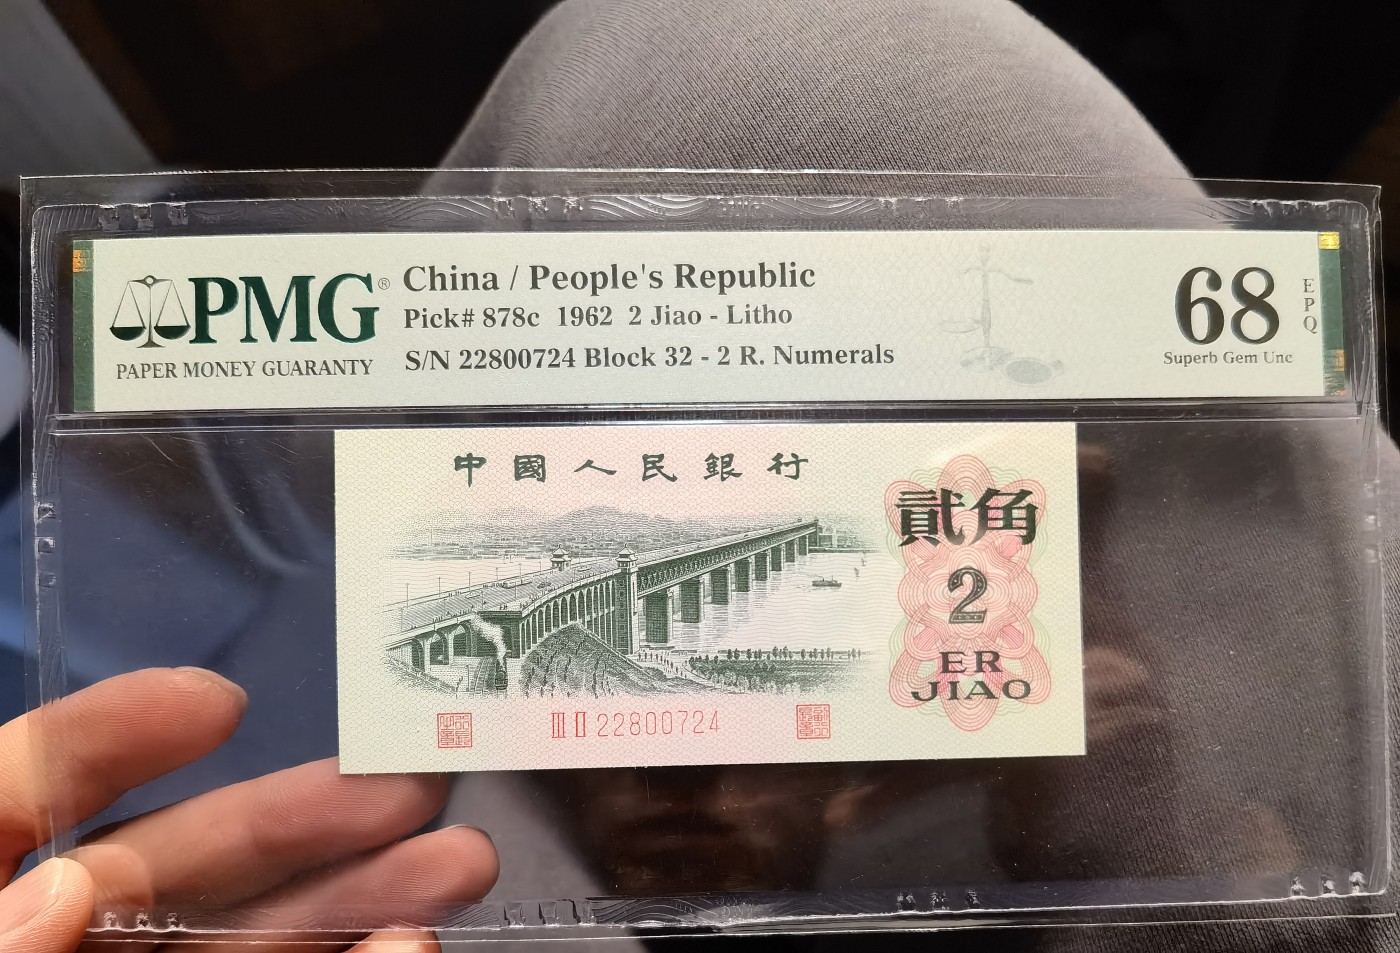 PMG®
PAPER MONEY GUARANTY
China / People's Republic
Pick# 878c 1962 2 Jiao - Litho
S/N 22800724 Block 32 - 2 R. Numerals
68
EPQ
Superb Gem Unc
中國人民銀行
貳角
2
ER
JIAO
III II 22800724